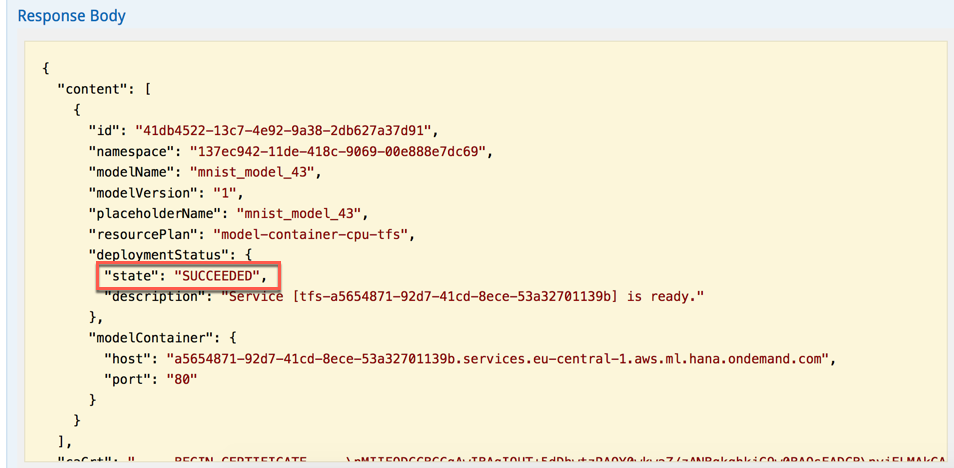 Response Body
{
"content": [
{
"id": "41db4522-13c7-4e92-9a38-2db627a37d91",
"namespace": "137ec942-11de-418c-9069-00e888e7dc69",
"modelName": "mnist_model_43",
"modelVersion": "1",
"placeholderName": "mnist_model_43",
"resourcePlan": "model-container-cpu-tfs",
"deploymentStatus": {
"state": "SUCCEEDED",
"description": "Service [tfs-a5654871-92d7-41cd-8ece-53a32701139b] is ready."
},
"modelContainer": {
"host": "a5654871-92d7-41cd-8ece-53a32701139b.services.eu-central-1.aws.ml.hana.ondemand.com",
"port": "80"
}
}
],
"caCrt": "-----BEGIN CERTIFICATE-----